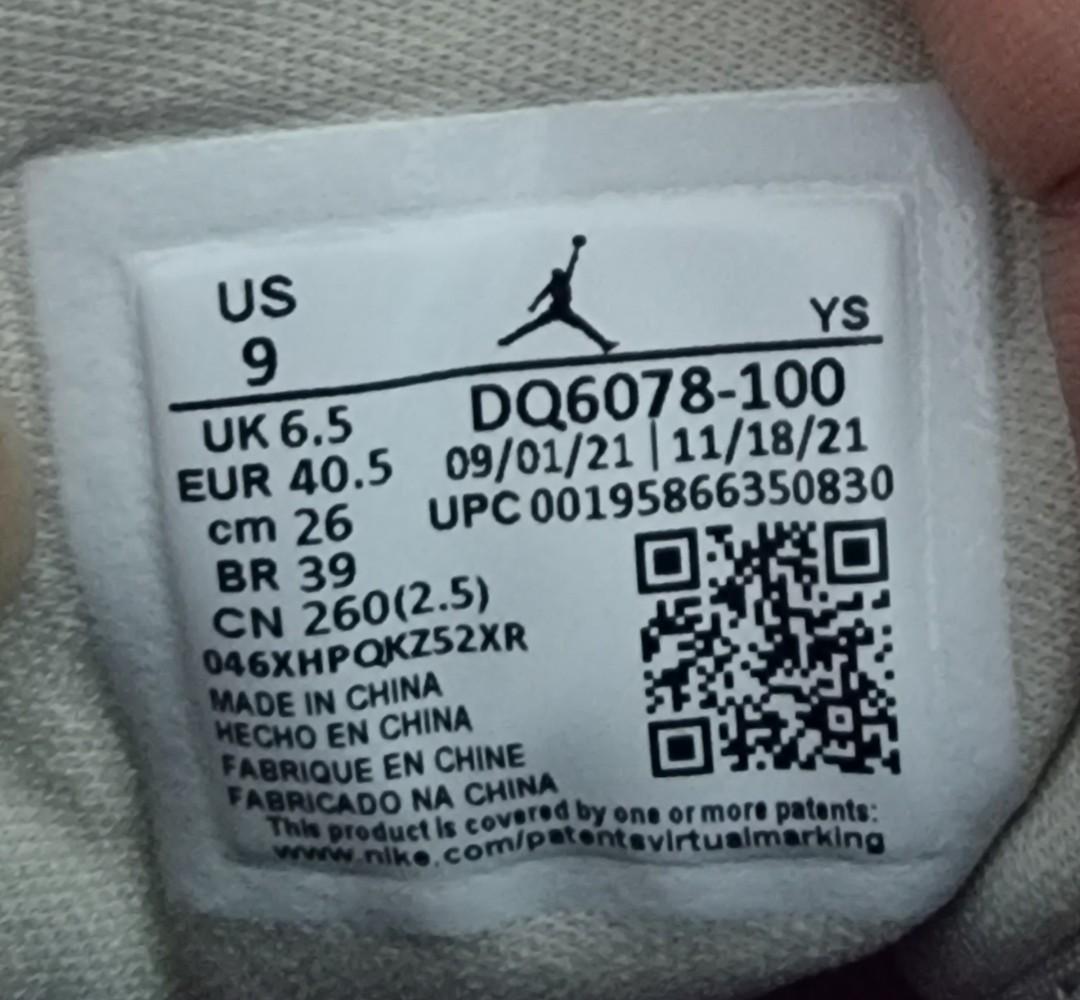 US
9
YS
UK 6.5
EUR 40.5
cm 26
BR 39
CN 260(2.5)
046XHPQKZ52XR
DQ6078-100
09/01/21 | 11/18/21
UPC 00195866350830
MADE IN CHINA
HECHO EN CHINA
FABRIQUE EN CHINE
FABRICADO NA CHINA
This product is covered by one or more patents:
www.nike.com/patentsvirtualmarking